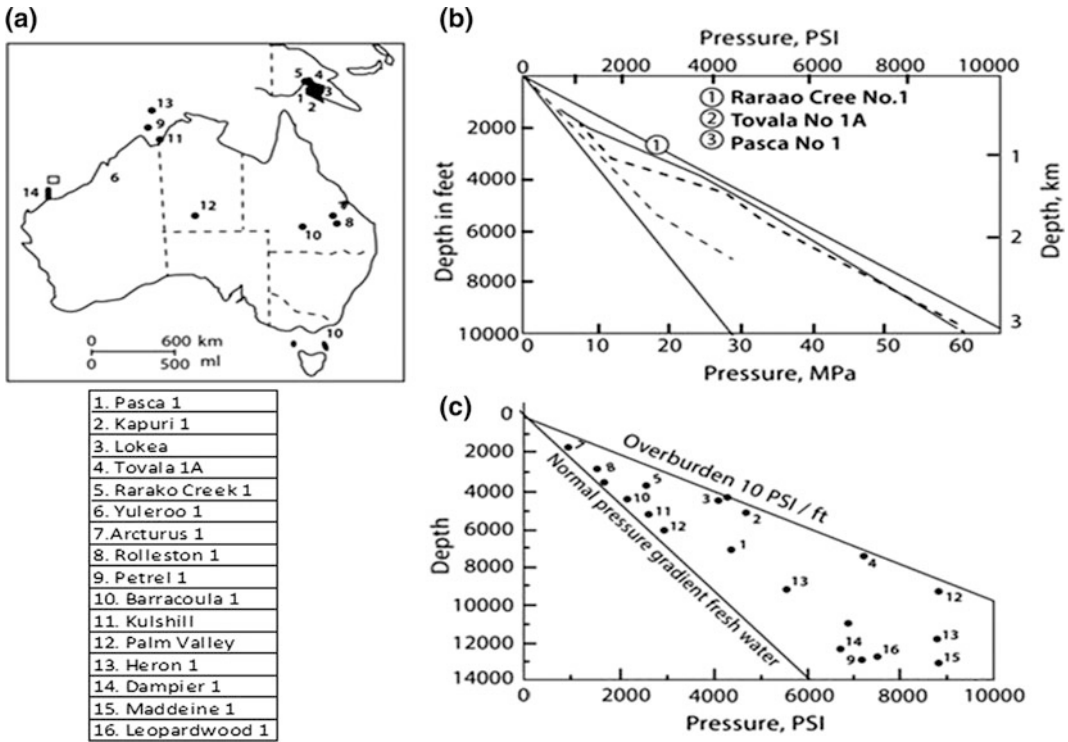 (a)
5 4
3
1
2
13
9
11
6
14
12
7
8
10
0 600 km
0 500 ml
10
1. Pasca 1
2. Kapuri 1
3. Lokea
4. Tovala 1A
5. Rarako Creek 1
6. Yuleroo 1
7.Arcturus 1
8. Rolleston 1
9. Petrel 1
10. Barracoula 1
11. Kulshill
12. Palm Valley
13. Heron 1
14. Dampier 1
15. Maddeine 1
16. Leopardwood 1
(b)
Pressure, PSI
0 2000 4000 6000 8000 10000
1 Raraao Cree No.1
2 Tovala No 1A
3 Pasca No 1
1
2000
4000
6000
8000
10000
Depth in feet
1
2
3
Depth, km
0 10 20 30 40 50 60
Pressure, MPa
(c)
0
2000
4000
6000
8000
10000
12000
14000
Depth
Overburden 10 PSI / ft
Normal pressure gradient fresh water
7
8
5
10
3
2
11
12
1
4
13
12
14
13
9
16
15
0 2000 4000 6000 8000 10000
Pressure, PSI